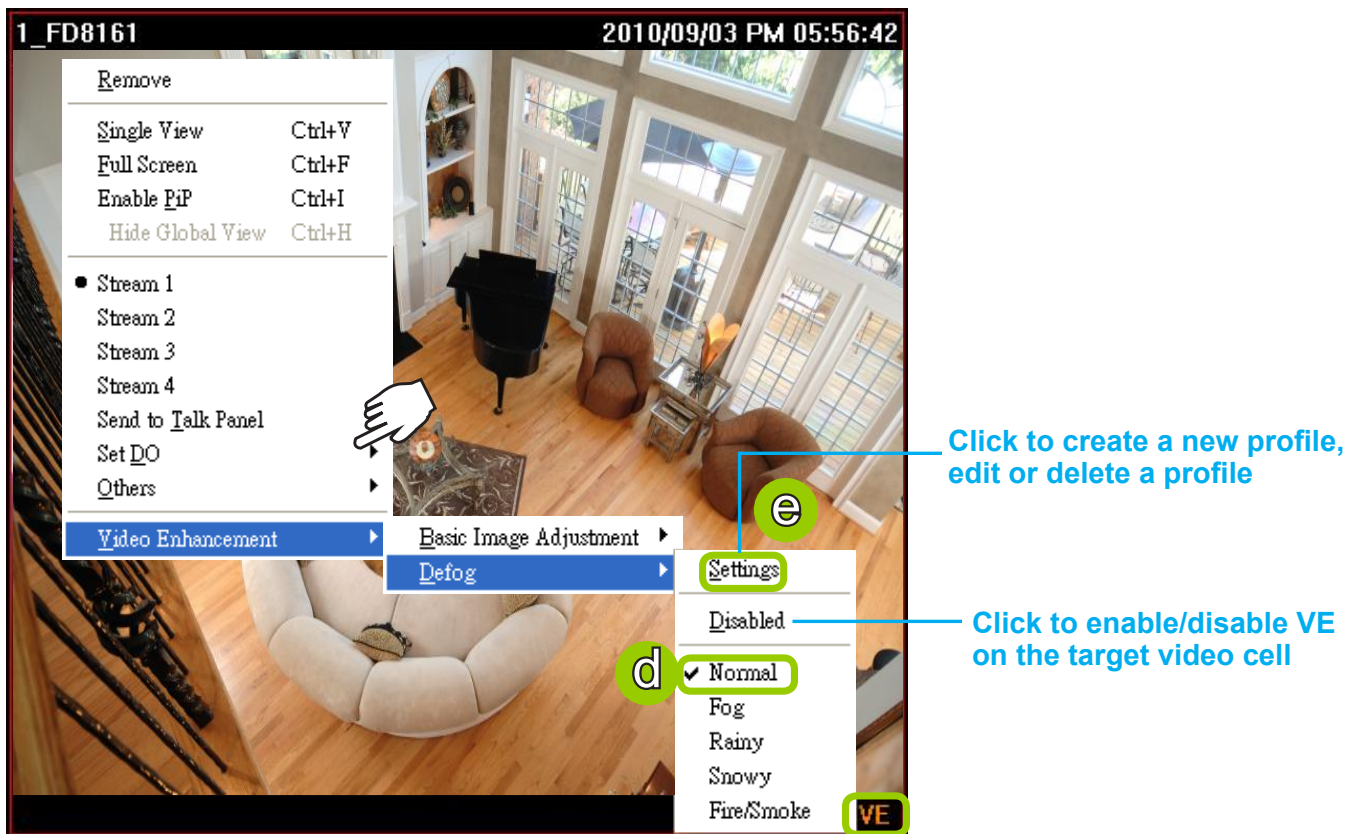 1_FD8161 2010/09/03 PM 05:56:42
Remove
Single View Ctrl+V
Full Screen Ctrl+F
Enable PiP Ctrl+I
Hide Global View Ctrl+H
Stream 1
Stream 2
Stream 3
Stream 4
Send to Talk Panel
Set DO
Others
Video Enhancement
Basic Image Adjustment
Defog
e
Settings
Disabled
d
Normal
Fog
Rainy
Snowy
Fire/Smoke
VE
Click to create a new profile,
edit or delete a profile
Click to enable/disable VE
on the target video cell